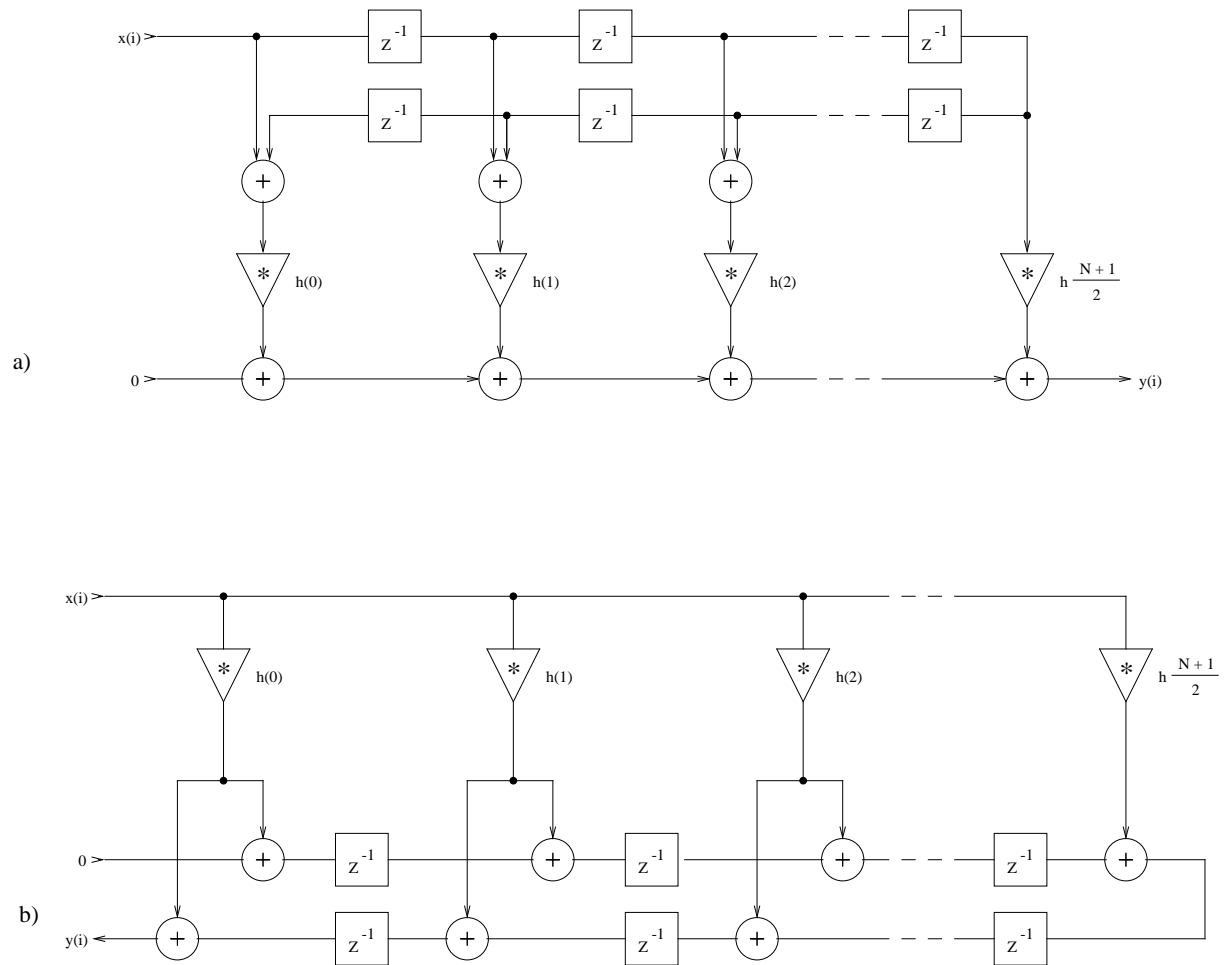 x(i) z-1 z-1 z-1
z-1 z-1 z-1
+ + +
* h(0) * h(1) * h(2) * h N + 1
2
a)
0 + + + + y(i)
x(i)
* h(0) * h(1) * h(2) * h N + 1
2
0 + z-1 + z-1 + z-1 +
b)
y(i) + z-1 + z-1 + z-1